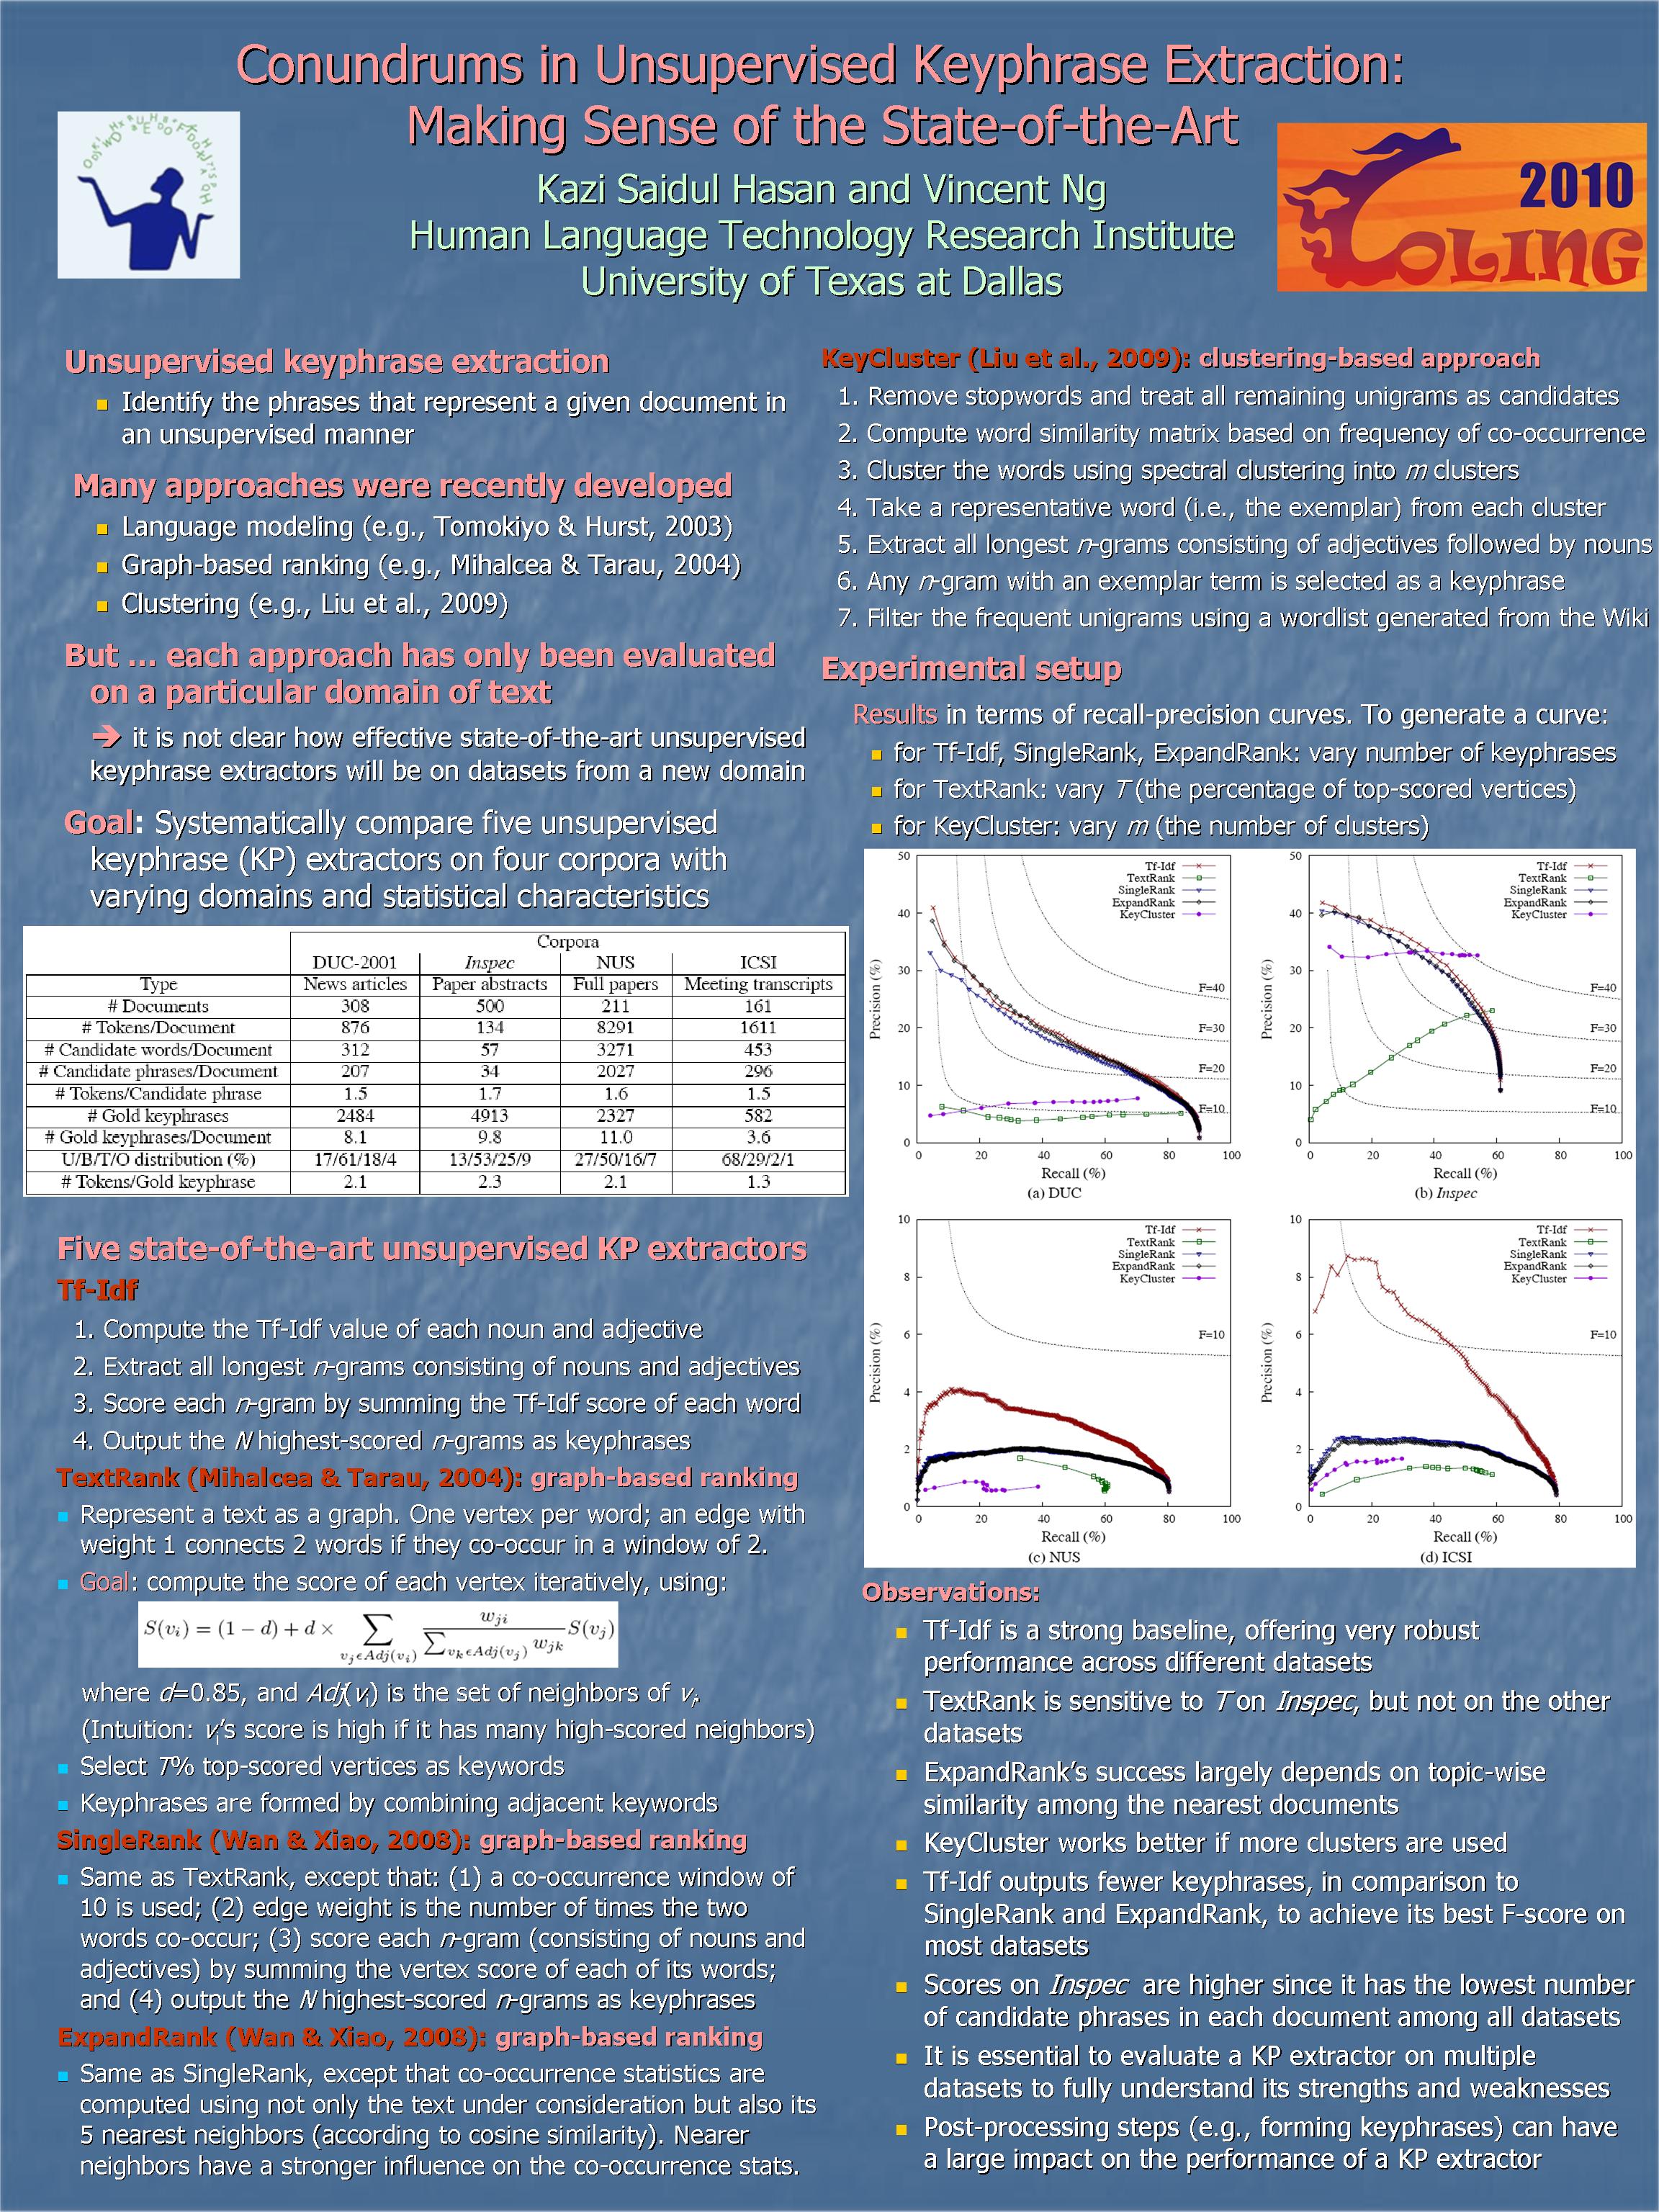 Conundrums in Unsupervised Keyphrase Extraction:
Making Sense of the State-of-the-Art
Kazi Saidul Hasan and Vincent Ng
Human Language Technology Research Institute
University of Texas at Dallas
2010
COLING
Unsupervised keyphrase extraction
Identify the phrases that represent a given document in
an unsupervised manner
Many approaches were recently developed
Language modeling (e.g., Tomokiyo & Hurst, 2003)
Graph-based ranking (e.g., Mihalcea & Tarau, 2004)
Clustering (e.g., Liu et al., 2009)
But ... each approach has only been evaluated
on a particular domain of text
➔ it is not clear how effective state-of-the-art unsupervised
keyphrase extractors will be on datasets from a new domain
Goal: Systematically compare five unsupervised
keyphrase (KP) extractors on four corpora with
varying domains and statistical characteristics
Corpora
DUC-2001 Inspec NUS ICSI
Type News articles Paper abstracts Full papers Meeting transcripts
# Documents 308 500 211 161
# Tokens/Document 876 134 8291 1611
# Candidate words/Document 312 57 3271 453
# Candidate phrases/Document 207 34 2027 296
# Tokens/Candidate phrase 1.5 1.7 1.6 1.5
# Gold keyphrases 2484 4913 2327 582
# Gold keyphrases/Document 8.1 9.8 11.0 3.6
U/B/T/O distribution (%) 17/61/18/4 13/53/25/9 27/50/16/7 68/29/2/1
# Tokens/Gold keyphrase 2.1 2.3 2.1 1.3
Five state-of-the-art unsupervised KP extractors
Tf-Idf
1. Compute the Tf-Idf value of each noun and adjective
2. Extract all longest n-grams consisting of nouns and adjectives
3. Score each n-gram by summing the Tf-Idf score of each word
4. Output the N highest-scored n-grams as keyphrases
TextRank (Mihalcea & Tarau, 2004): graph-based ranking
Represent a text as a graph. One vertex per word; an edge with
weight 1 connects 2 words if they co-occur in a window of 2.
Goal: compute the score of each vertex iteratively, using:
S(vi) = (1 − d) + d × ∑vjϵAdj(vi) wji / ∑vkϵAdj(vj) wjk S(vj)
where d=0.85, and Adj(vi) is the set of neighbors of vi.
(Intuition: vi's score is high if it has many high-scored neighbors)
Select T% top-scored vertices as keywords
Keyphrases are formed by combining adjacent keywords
SingleRank (Wan & Xiao, 2008): graph-based ranking
Same as TextRank, except that: (1) a co-occurrence window of
10 is used; (2) edge weight is the number of times the two
words co-occur; (3) score each n-gram (consisting of nouns and
adjectives) by summing the vertex score of each of its words;
and (4) output the N highest-scored n-grams as keyphrases
ExpandRank (Wan & Xiao, 2008): graph-based ranking
Same as SingleRank, except that co-occurrence statistics are
computed using not only the text under consideration but also its
5 nearest neighbors (according to cosine similarity). Nearer
neighbors have a stronger influence on the co-occurrence stats.
KeyCluster (Liu et al., 2009): clustering-based approach
1. Remove stopwords and treat all remaining unigrams as candidates
2. Compute word similarity matrix based on frequency of co-occurrence
3. Cluster the words using spectral clustering into m clusters
4. Take a representative word (i.e., the exemplar) from each cluster
5. Extract all longest n-grams consisting of adjectives followed by nouns
6. Any n-gram with an exemplar term is selected as a keyphrase
7. Filter the frequent unigrams using a wordlist generated from the Wiki
Experimental setup
Results in terms of recall-precision curves. To generate a curve:
for Tf-Idf, SingleRank, ExpandRank: vary number of keyphrases
for TextRank: vary T (the percentage of top-scored vertices)
for KeyCluster: vary m (the number of clusters)
Precision (%)
50
40
30
20
10
0
Tf-Idf
TextRank
SingleRank
ExpandRank
KeyCluster
F=40
F=30
F=20
F=10
0 20 40 60 80 100
Recall (%)
(a) DUC
Precision (%)
50
40
30
20
10
0
Tf-Idf
TextRank
SingleRank
ExpandRank
KeyCluster
F=40
F=30
F=20
F=10
0 20 40 60 80 100
Recall (%)
(b) Inspec
Precision (%)
10
8
6
4
2
0
Tf-Idf
TextRank
SingleRank
ExpandRank
KeyCluster
F=10
0 20 40 60 80 100
Recall (%)
(c) NUS
Precision (%)
10
8
6
4
2
0
Tf-Idf
TextRank
SingleRank
ExpandRank
KeyCluster
F=10
0 20 40 60 80 100
Recall (%)
(d) ICSI
Observations:
Tf-Idf is a strong baseline, offering very robust
performance across different datasets
TextRank is sensitive to T on Inspec, but not on the other
datasets
ExpandRank's success largely depends on topic-wise
similarity among the nearest documents
KeyCluster works better if more clusters are used
Tf-Idf outputs fewer keyphrases, in comparison to
SingleRank and ExpandRank, to achieve its best F-score on
most datasets
Scores on Inspec are higher since it has the lowest number
of candidate phrases in each document among all datasets
It is essential to evaluate a KP extractor on multiple
datasets to fully understand its strengths and weaknesses
Post-processing steps (e.g., forming keyphrases) can have
a large impact on the performance of a KP extractor